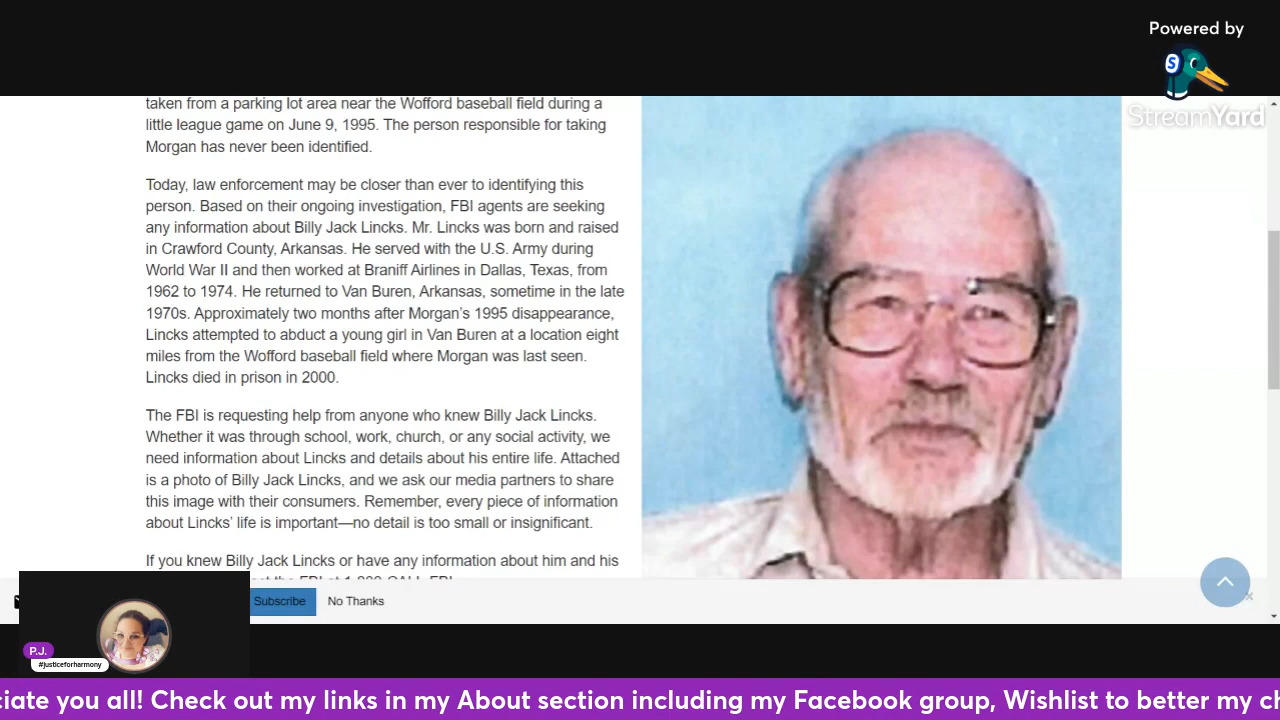 Powered by
S
StreamYard
taken from a parking lot area near the Wofford baseball field during a
little league game on June 9, 1995. The person responsible for taking
Morgan has never been identified.
Today, law enforcement may be closer than ever to identifying this
person. Based on their ongoing investigation, FBI agents are seeking
any information about Billy Jack Lincks. Mr. Lincks was born and raised
in Crawford County, Arkansas. He served with the U.S. Army during
World War II and then worked at Braniff Airlines in Dallas, Texas, from
1962 to 1974. He returned to Van Buren, Arkansas, sometime in the late
1970s. Approximately two months after Morgan's 1995 disappearance,
Lincks attempted to abduct a young girl in Van Buren at a location eight
miles from the Wofford baseball field where Morgan was last seen.
Lincks died in prison in 2000.
The FBI is requesting help from anyone who knew Billy Jack Lincks.
Whether it was through school, work, church, or any social activity, we
need information about Lincks and details about his entire life. Attached
is a photo of Billy Jack Lincks, and we ask our media partners to share
this image with their consumers. Remember, every piece of information
about Lincks' life is important—no detail is too small or insignificant.
If you knew Billy Jack Lincks or have any information about him and his
Subscribe No Thanks
P.J.
#justiceforharmony
ciate you all! Check out my links in my About section including my Facebook group, Wishlist to better my ch